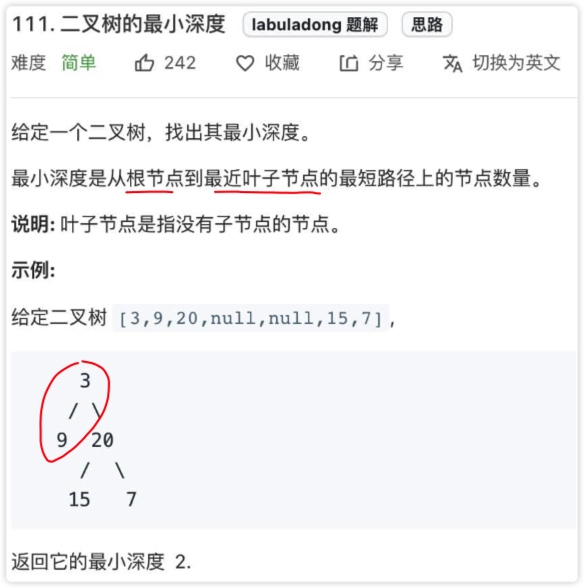 111. 二叉树的最小深度 labuladong 题解 思路
难度 简单 242 收藏 分享 切换为英文
给定一个二叉树，找出其最小深度。
最小深度是从根节点到最近叶子节点的最短路径上的节点数量。
说明: 叶子节点是指没有子节点的节点。
示例:
给定二叉树 [3,9,20,null,null,15,7],
3
/ \
9 20
/ \
15 7
返回它的最小深度 2.